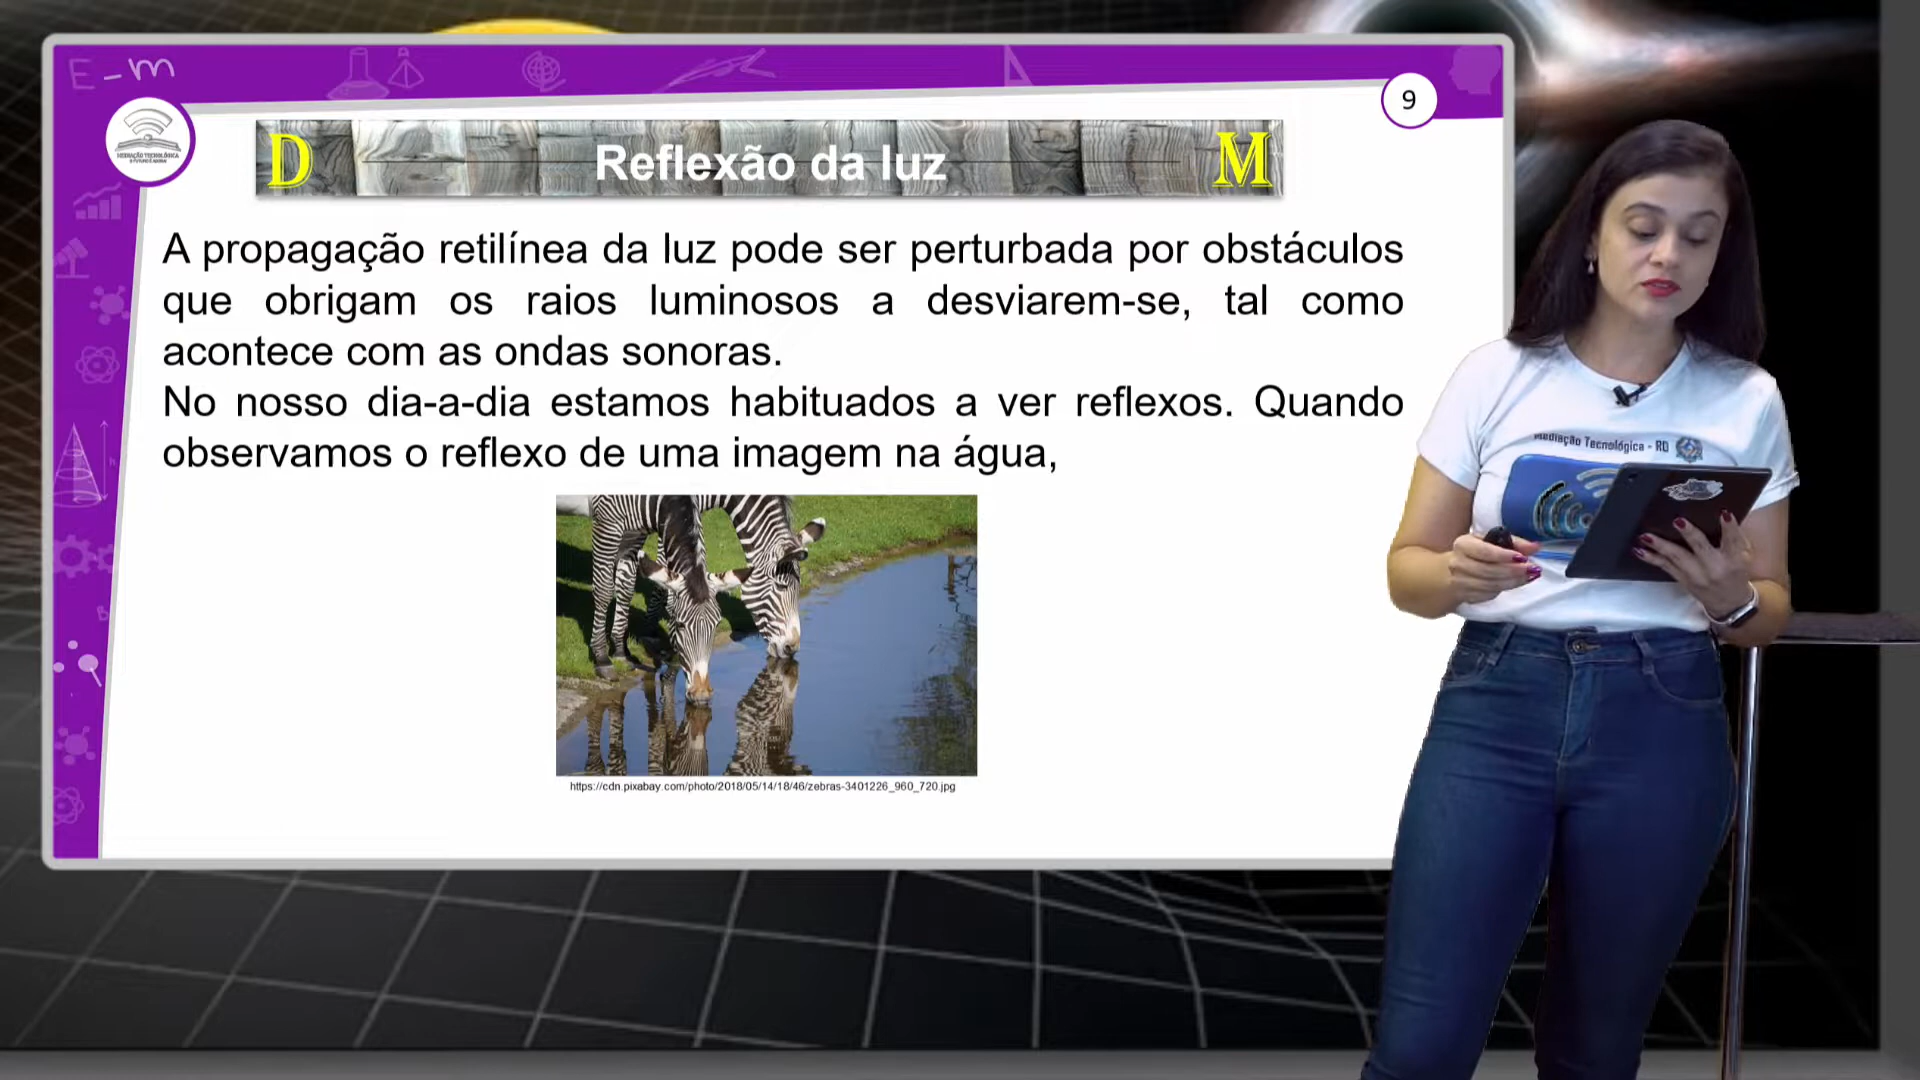 E-m
9
D Reflexão da luz M
MEDIAÇÃO TECNOLÓGICA
A propagação retilínea da luz pode ser perturbada por obstáculos
que obrigam os raios luminosos a desviarem-se, tal como
acontece com as ondas sonoras.
No nosso dia-a-dia estamos habituados a ver reflexos. Quando
observamos o reflexo de uma imagem na água,
Mediação Tecnológica - RO
https://cdn.pixabay.com/photo/2018/05/14/18/46/zebras-3401226_960_720.jpg